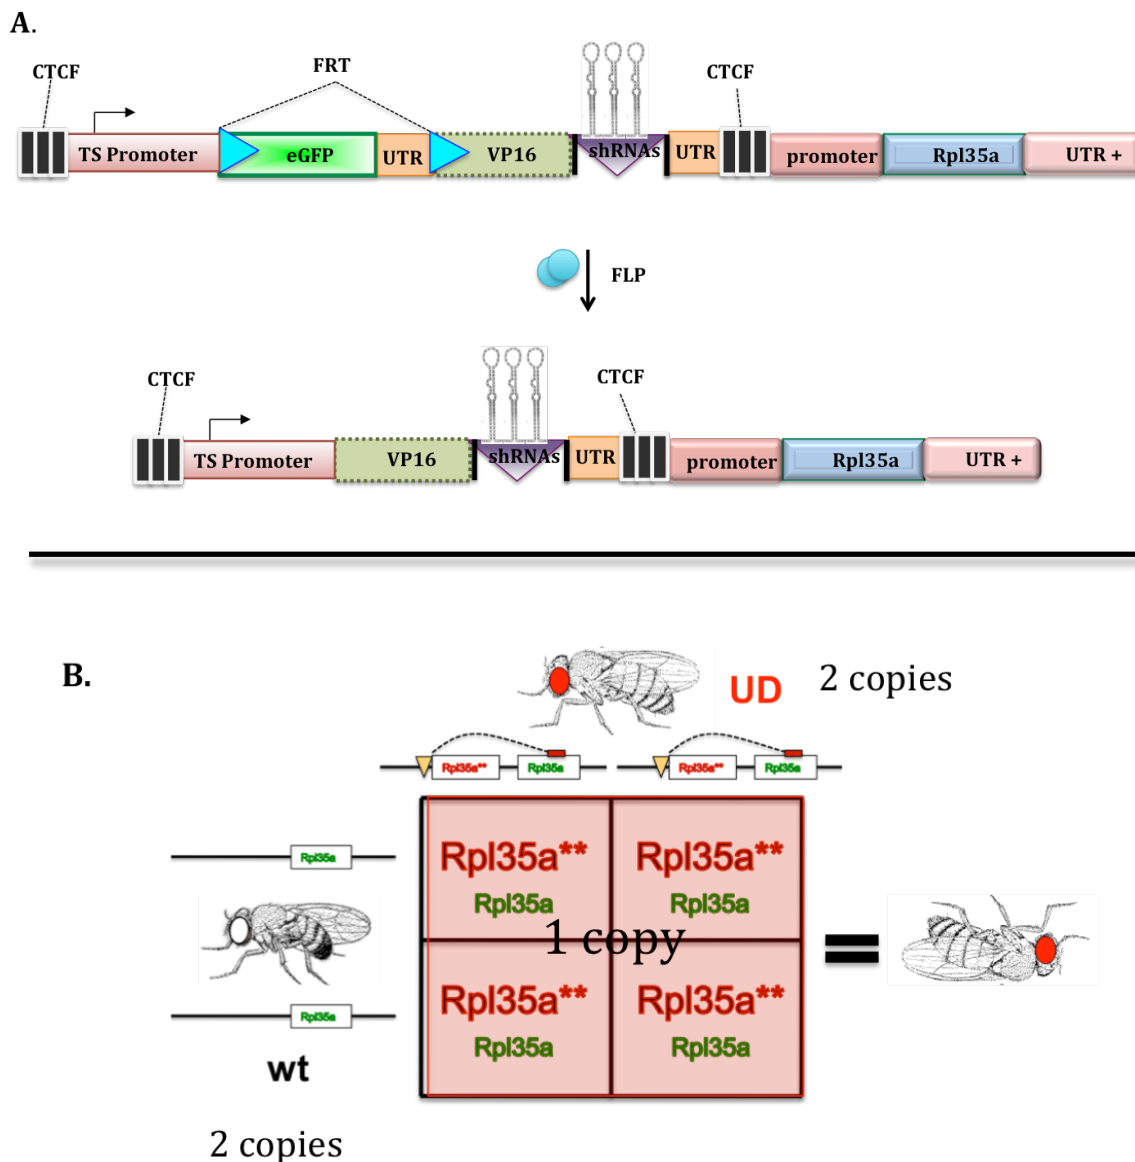 A.
CTCF
FRT
CTCF
TS Promoter
eGFP
UTR
VP16
shRNAs
UTR
promoter
Rpl35a
UTR +
FLP
CTCF
CTCF
TS Promoter
VP16
shRNAs
UTR
promoter
Rpl35a
UTR +
B.
UD
2 copies
Rpl35a**
Rpl35a
Rpl35a**
Rpl35a
Rpl35a
Rpl35a**
Rpl35a**
Rpl35a
Rpl35a
1 copy
=
Rpl35a**
Rpl35a**
Rpl35a
Rpl35a
Rpl35a
wt
2 copies